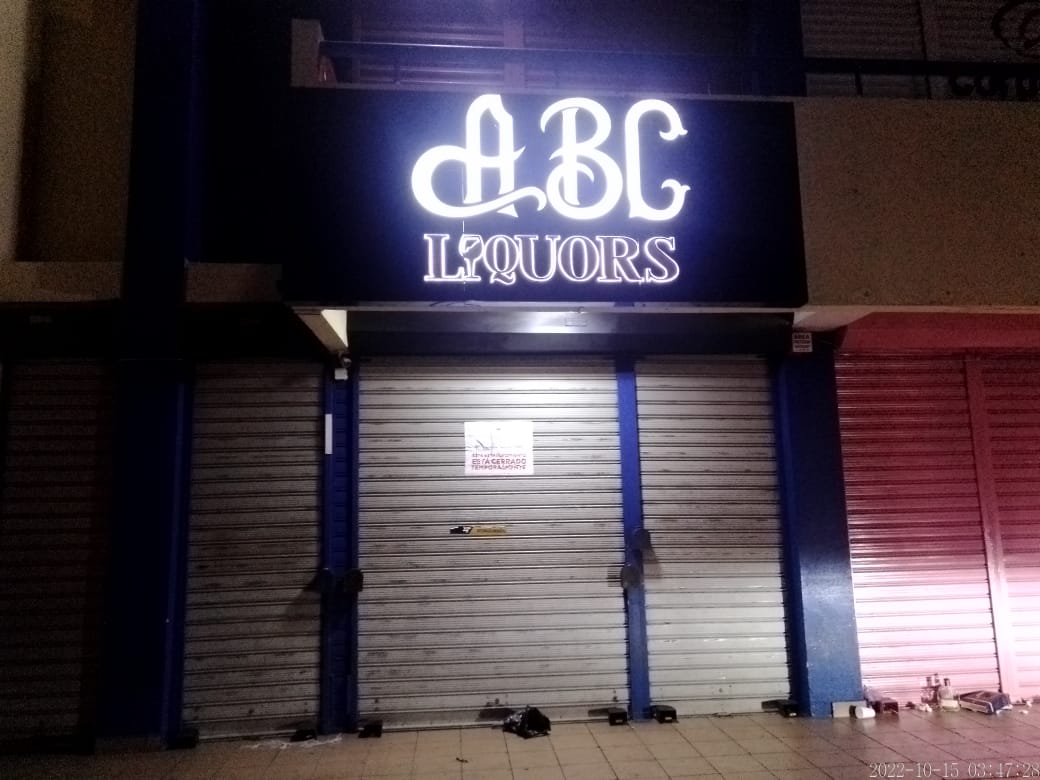 ABC
LIQUORS
ESTÁ CERRADO
TEMPORALMENTE
2022-10-15 03:47:28